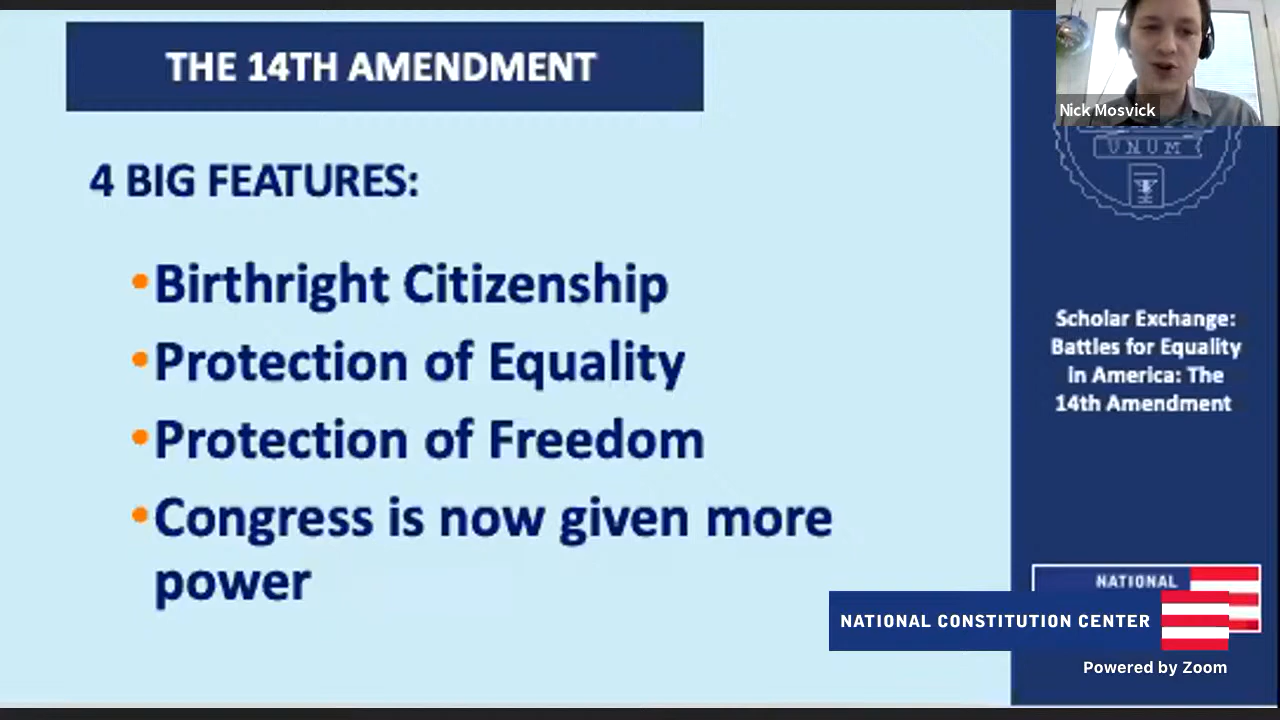 THE 14TH AMENDMENT
4 BIG FEATURES:
•Birthright Citizenship
•Protection of Equality
•Protection of Freedom
•Congress is now given more
power
Nick Mosvick
UNUM
Scholar Exchange:
Battles for Equality
in America: The
14th Amendment
NATIONAL
NATIONAL CONSTITUTION CENTER
Powered by Zoom